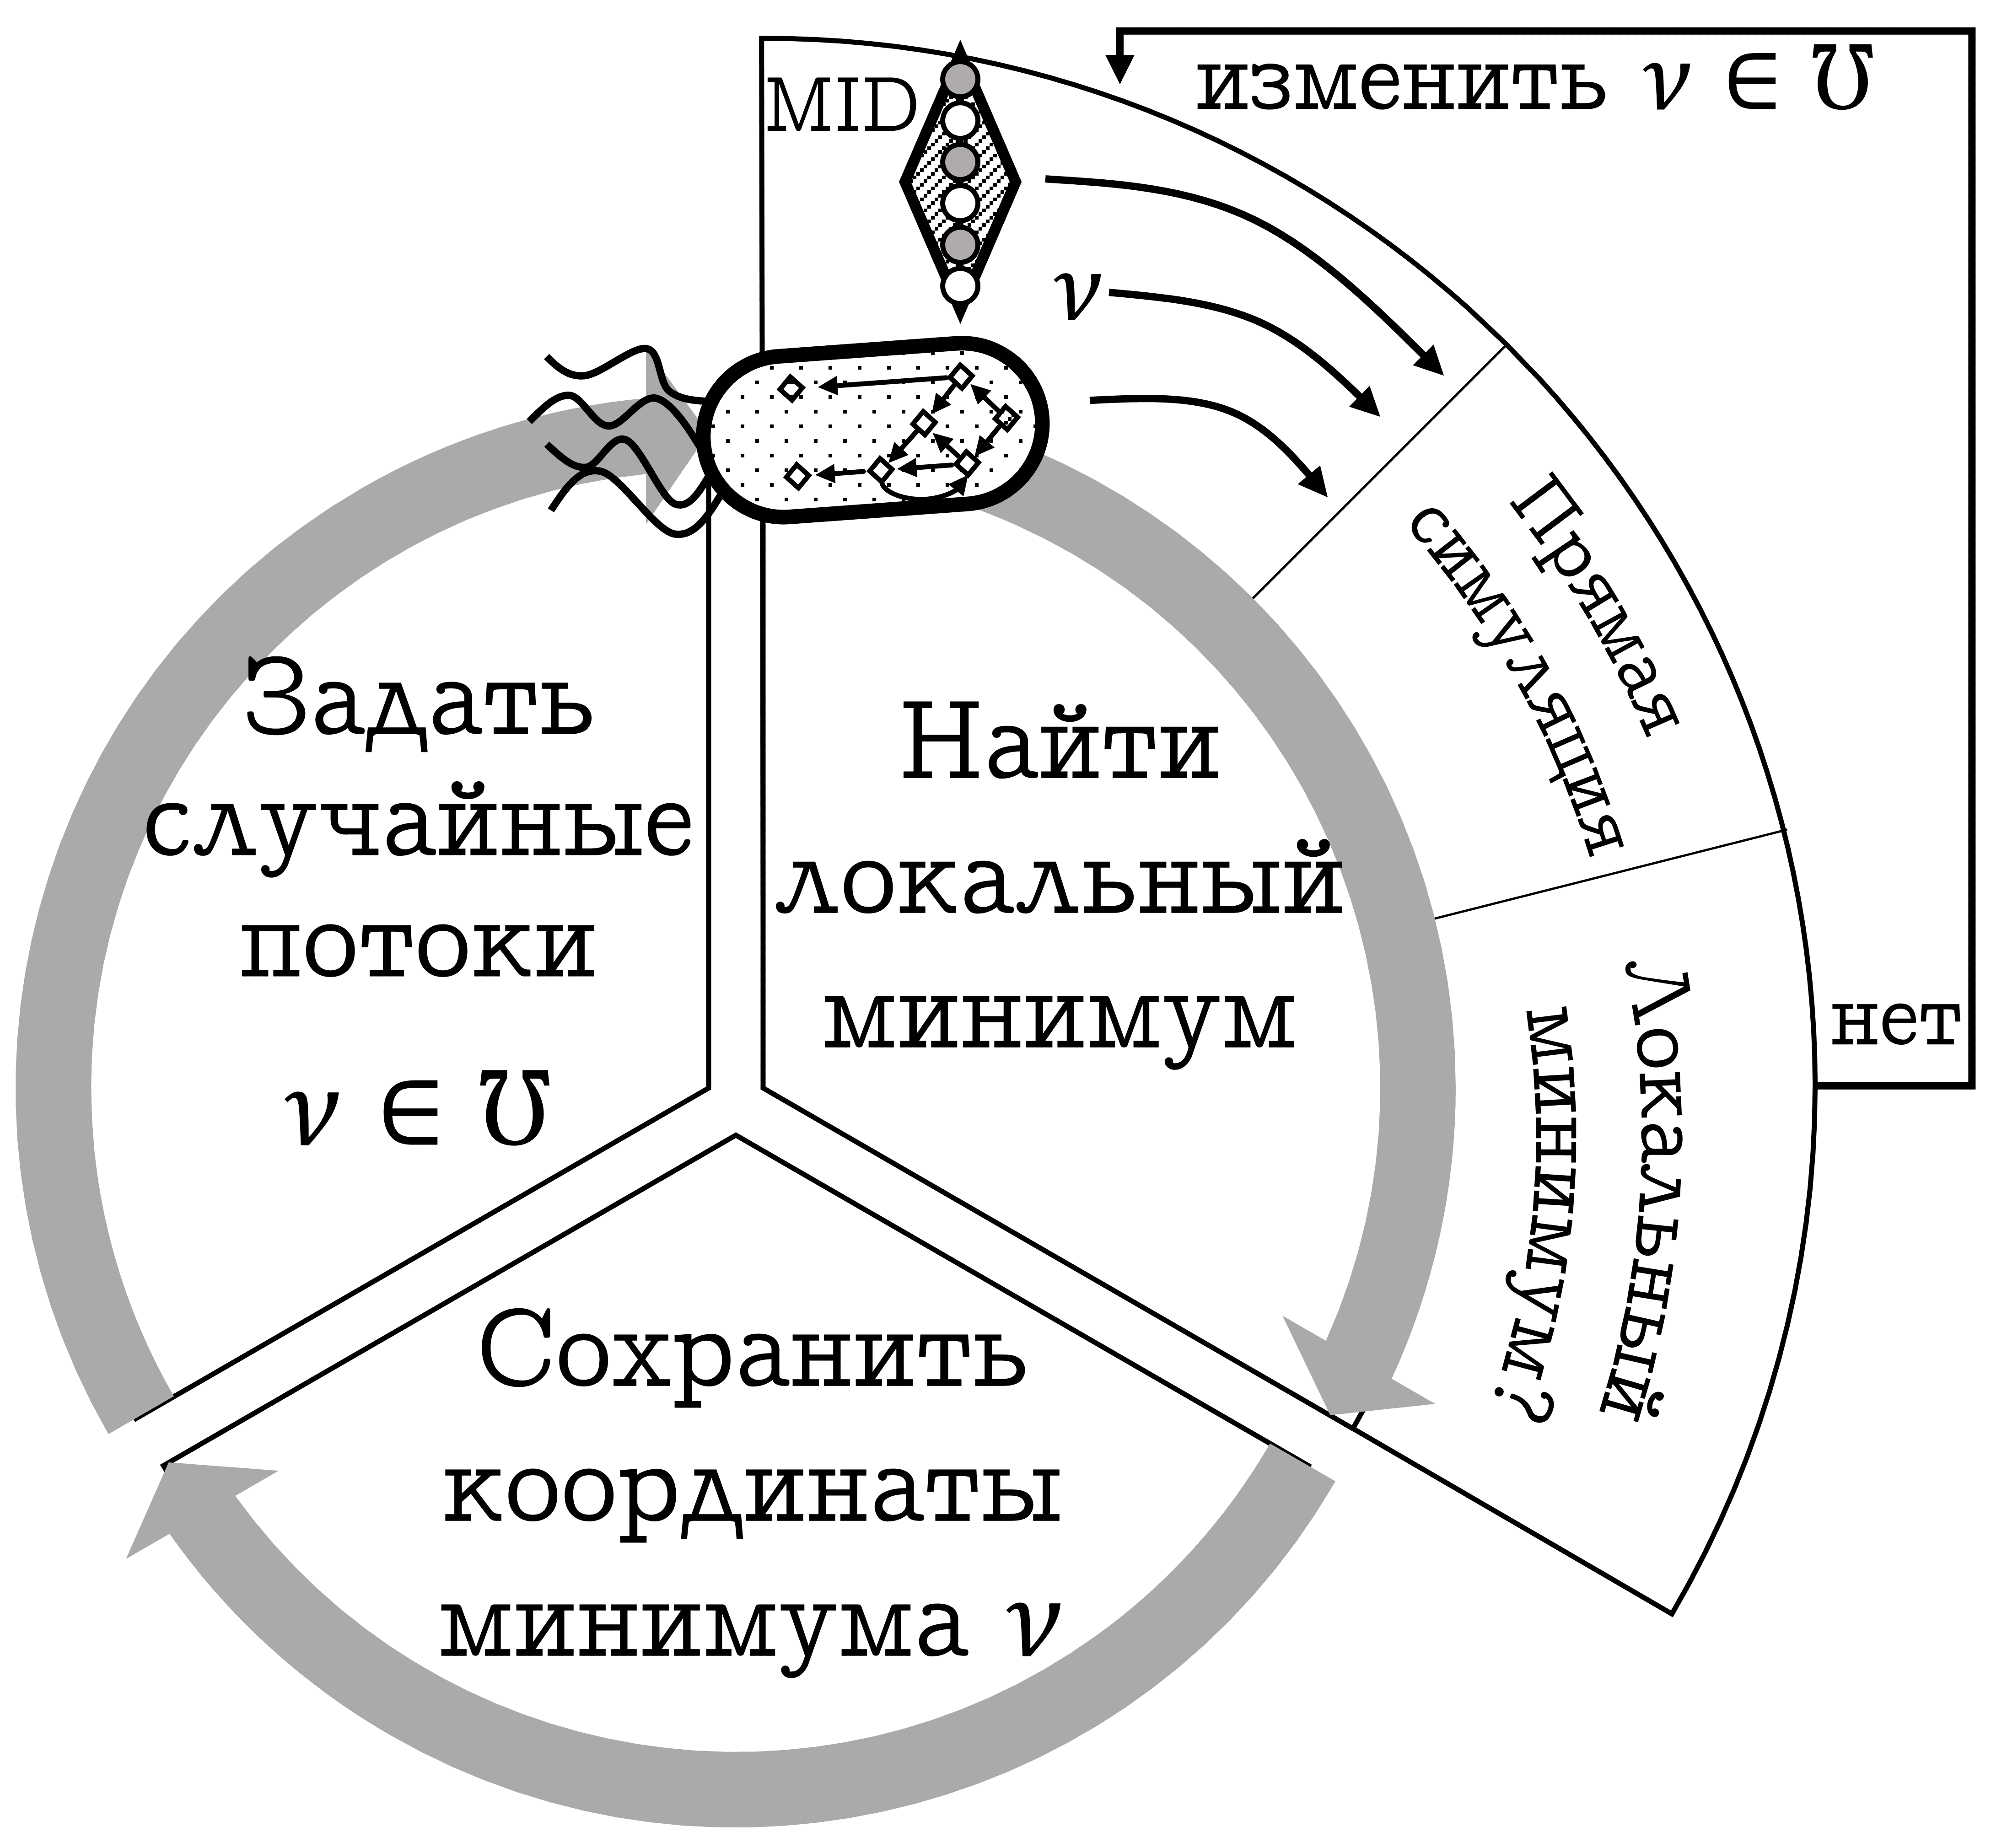 MID
изменить ν ∈ ℧
ν
Прямая
симуляция
Задать
случайные
потоки
ν ∈ ℧
Найти
локальный
минимум
Локальный
минимум?
нет
Сохранить
координаты
минимума ν